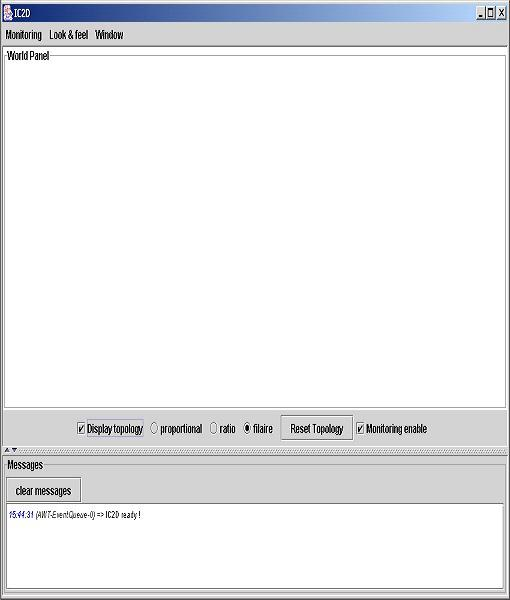 IC2D
Monitoring Look & feel Window
World Panel
Display topology proportional ratio filaire Reset Topology Monitoring enable
Messages
clear messages
15:44:31 (AWT-EventQueue-0) => IC2D ready !